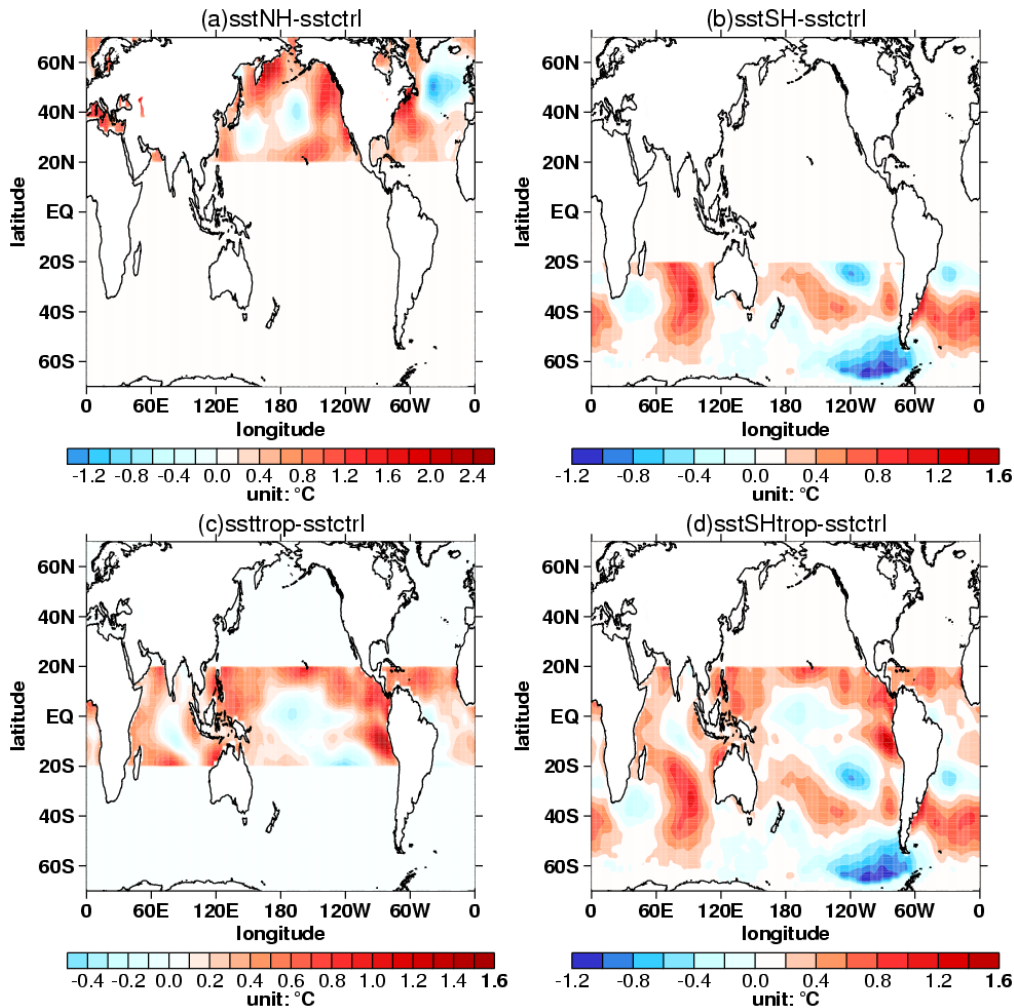 (a)sstNH-sstctrl
(b)sstSH-sstctrl
60N
40N
20N
EQ
20S
40S
60S
latitude
0 60E 120E 180 120W 60W 0
longitude
-1.2 -0.8 -0.4 0.0 0.4 0.8 1.2 1.6 2.0 2.4
unit: °C
60N
40N
20N
EQ
20S
40S
60S
latitude
0 60E 120E 180 120W 60W 0
longitude
-1.2 -0.8 -0.4 0.0 0.4 0.8 1.2 1.6
unit: °C
(c)ssttrop-sstctrl
(d)sstSHtrop-sstctrl
60N
40N
20N
EQ
20S
40S
60S
latitude
0 60E 120E 180 120W 60W 0
longitude
-0.4 -0.2 0.0 0.2 0.4 0.6 0.8 1.0 1.2 1.4 1.6
unit: °C
60N
40N
20N
EQ
20S
40S
60S
latitude
0 60E 120E 180 120W 60W 0
longitude
-1.2 -0.8 -0.4 0.0 0.4 0.8 1.2 1.6
unit: °C